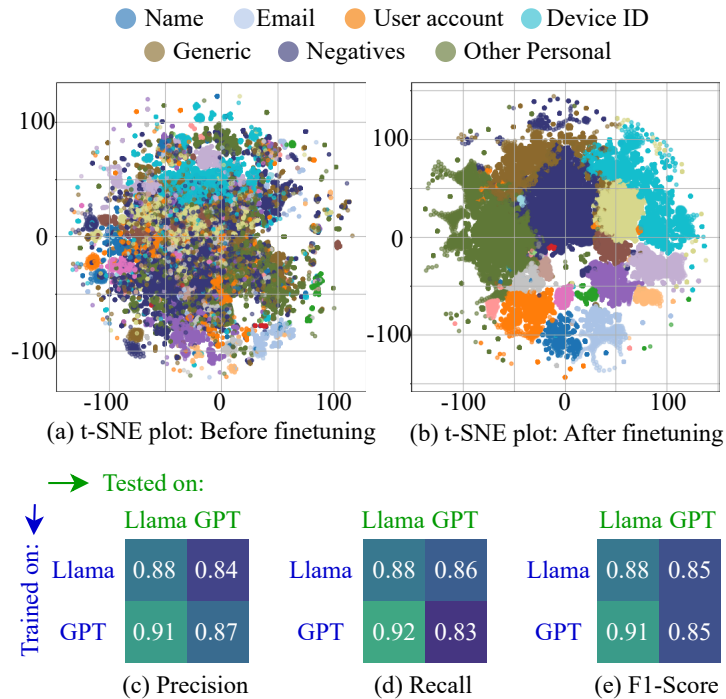 Name Email User account Device ID
Generic Negatives Other Personal
100
0
-100
-100 0 100
100
0
-100
-100 0 100
(a) t-SNE plot: Before finetuning
(b) t-SNE plot: After finetuning
Tested on:
Trained on:
Llama GPT
Llama 0.88 0.84
GPT 0.91 0.87
(c) Precision
Llama GPT
Llama 0.88 0.86
GPT 0.92 0.83
(d) Recall
Llama GPT
Llama 0.88 0.85
GPT 0.91 0.85
(e) F1-Score